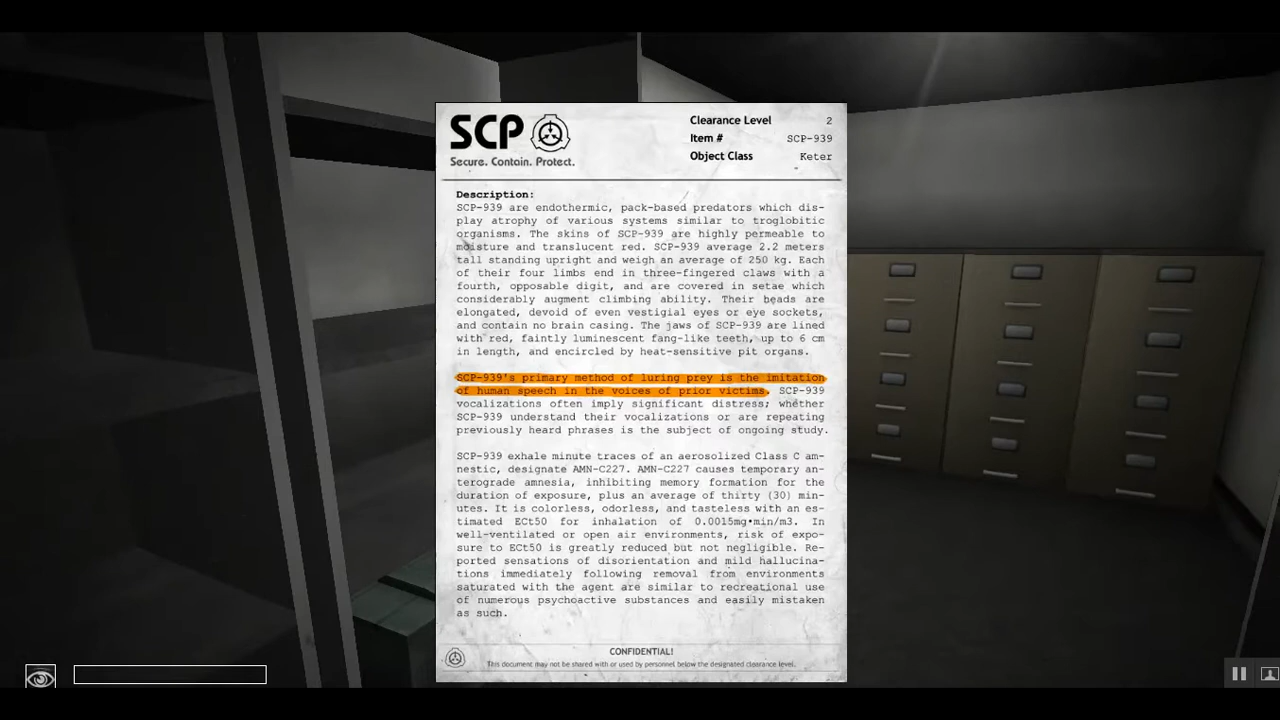 SCP
Secure. Contain. Protect.
Clearance Level 2
Item # SCP-939
Object Class Keter
Description:
SCP-939 are endothermic, pack-based predators which dis-
play atrophy of various systems similar to troglobitic
organisms. The skins of SCP-939 are highly permeable to
moisture and translucent red. SCP-939 average 2.2 meters
tall standing upright and weigh an average of 250 kg. Each
of their four limbs end in three-fingered claws with a
fourth, opposable digit, and are covered in setae which
considerably augment climbing ability. Their heads are
elongated, devoid of even vestigial eyes or eye sockets,
and contain no brain casing. The jaws of SCP-939 are lined
with red, faintly luminescent fang-like teeth, up to 6 cm
in length, and encircled by heat-sensitive pit organs.
SCP-939's primary method of luring prey is the imitation
of human speech in the voices of prior victims. SCP-939
vocalizations often imply significant distress; whether
SCP-939 understand their vocalizations or are repeating
previously heard phrases is the subject of ongoing study.
SCP-939 exhale minute traces of an aerosolized Class C am-
nestic, designate AMN-C227. AMN-C227 causes temporary an-
terograde amnesia, inhibiting memory formation for the
duration of exposure, plus an average of thirty (30) min-
utes. It is colorless, odorless, and tasteless with an es-
timated ECt50 for inhalation of 0.0015mg•min/m3. In
well-ventilated or open air environments, risk of expo-
sure to ECt50 is greatly reduced but not negligible. Re-
ported sensations of disorientation and mild hallucina-
tions immediately following removal from environments
saturated with the agent are similar to recreational use
of numerous psychoactive substances and easily mistaken
as such.
CONFIDENTIAL!
This document may not be shared with or used by personnel below the designated clearance level.